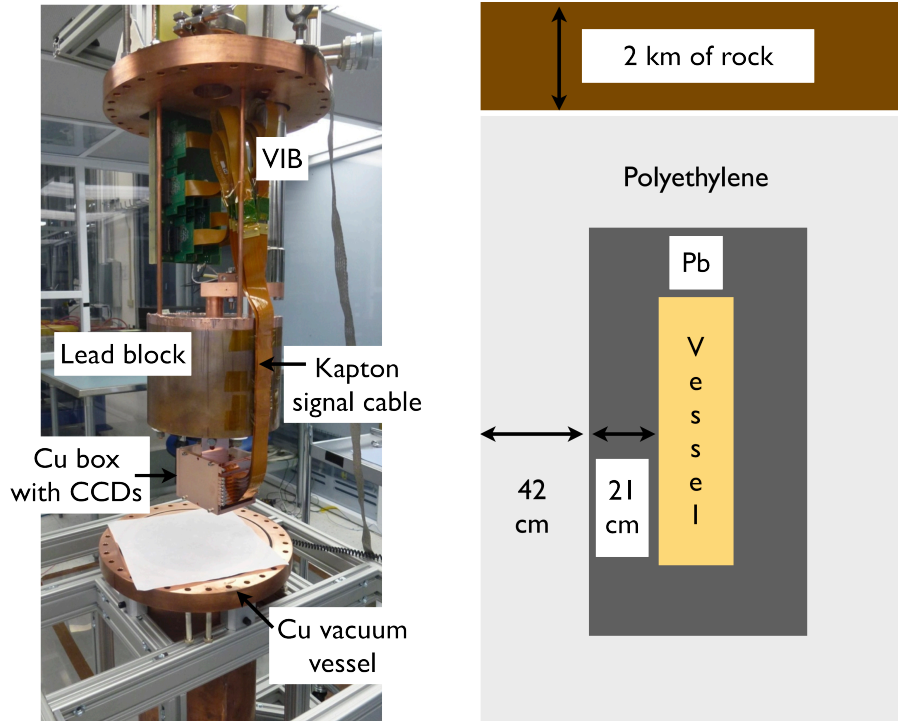 VIB
Lead block
Kapton
signal cable
Cu box
with CCDs
Cu vacuum
vessel
2 km of rock
Polyethylene
Pb
V
e
s
s
e
l
42
cm
21
cm